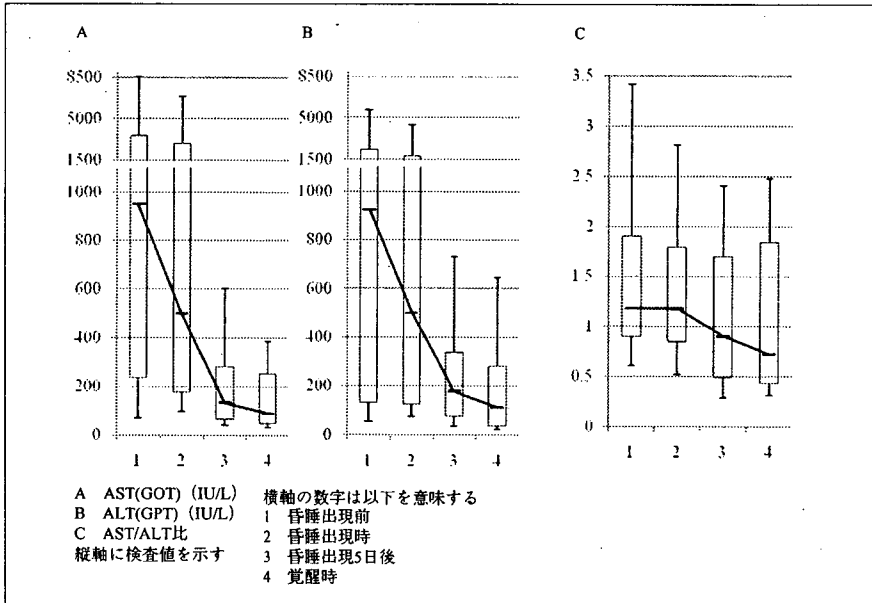 A
B
C
8500
5000
1500
1000
800
600
400
200
0
1 2 3 4
8500
5000
1500
1000
800
600
400
200
0
1 2 3 4
3.5
3
2.5
2
1.5
1
0.5
0
1 2 3 4
A AST(GOT)（IU/L）
B ALT(GPT)（IU/L）
C AST/ALT比
縦軸に検査値を示す
横軸の数字は以下を意味する
1 昏睡出現前
2 昏睡出現時
3 昏睡出現5日後
4 覚醒時